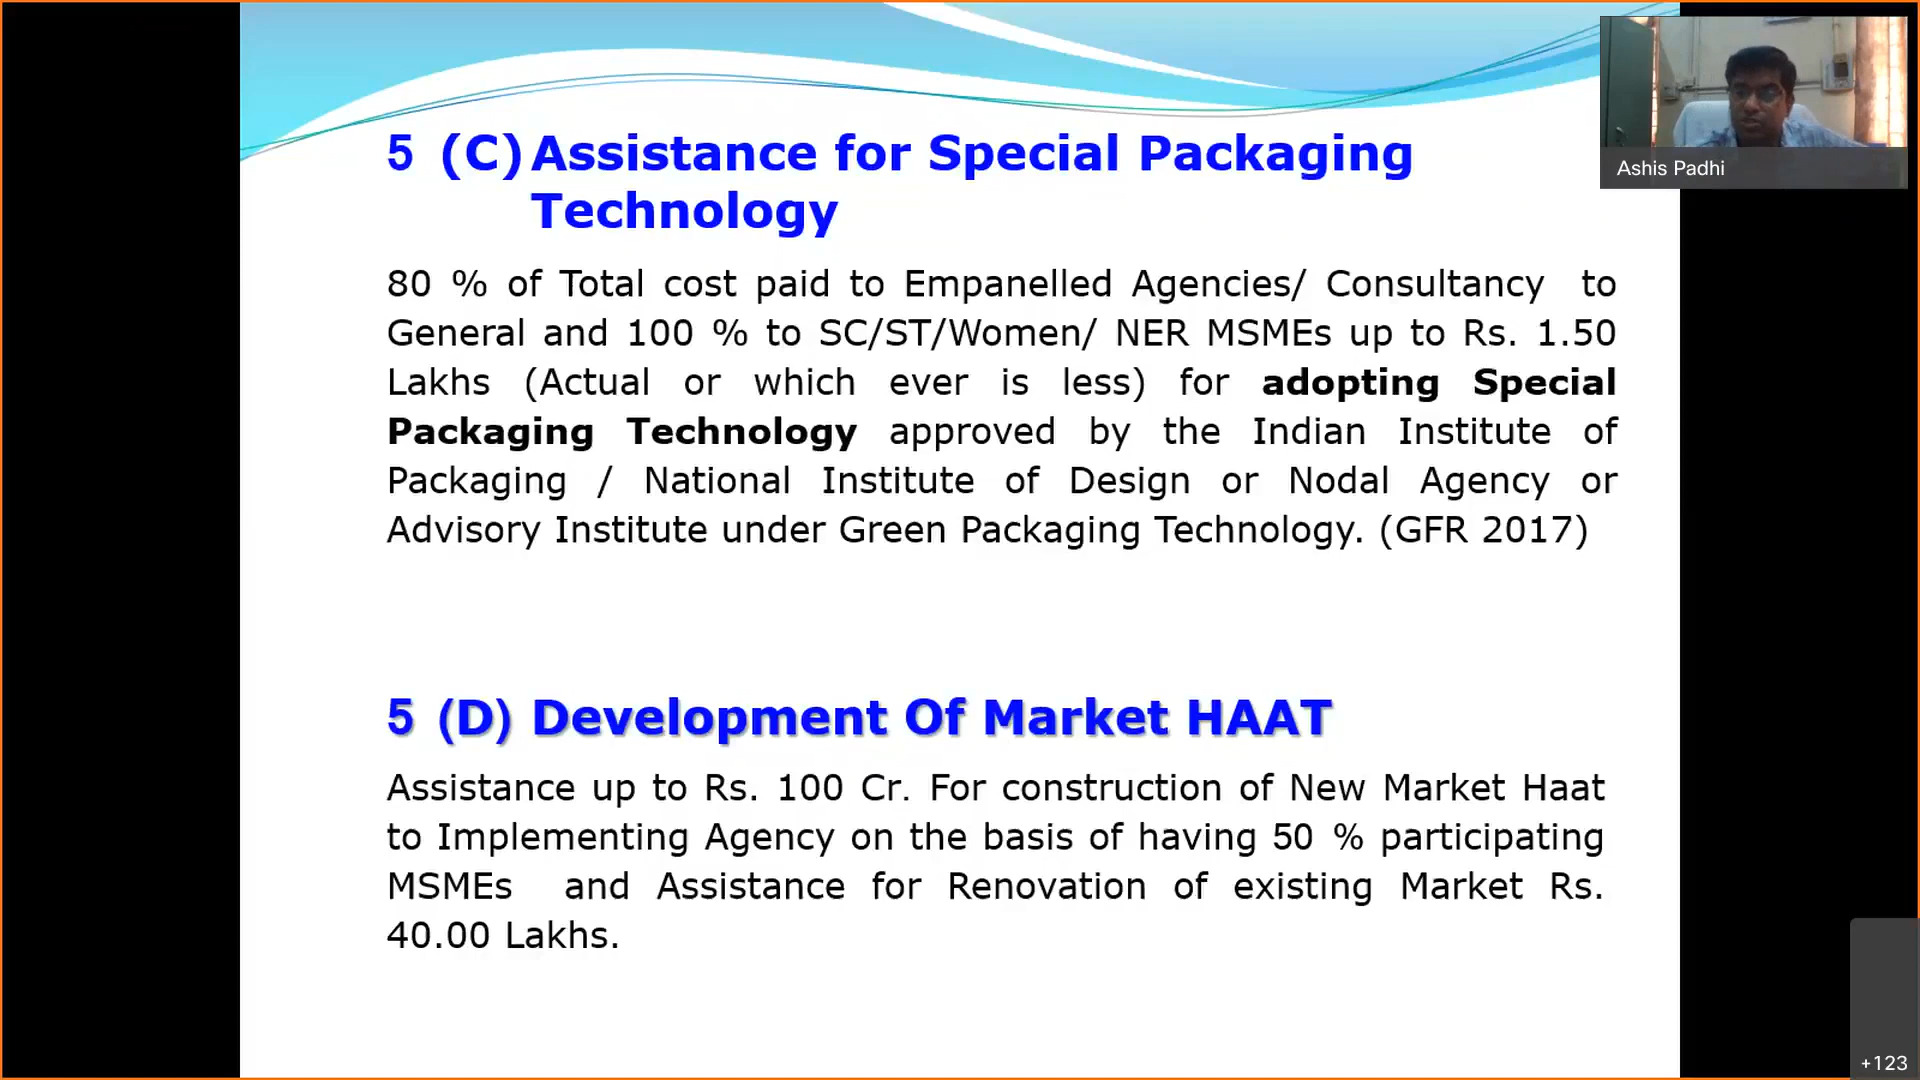 5 (C) Assistance for Special Packaging
Technology
80 % of Total cost paid to Empanelled Agencies/ Consultancy to
General and 100 % to SC/ST/Women/ NER MSMEs up to Rs. 1.50
Lakhs (Actual or which ever is less) for adopting Special
Packaging Technology approved by the Indian Institute of
Packaging / National Institute of Design or Nodal Agency or
Advisory Institute under Green Packaging Technology. (GFR 2017)
5 (D) Development Of Market HAAT
Assistance up to Rs. 100 Cr. For construction of New Market Haat
to Implementing Agency on the basis of having 50 % participating
MSMEs and Assistance for Renovation of existing Market Rs.
40.00 Lakhs.
Ashis Padhi
+123